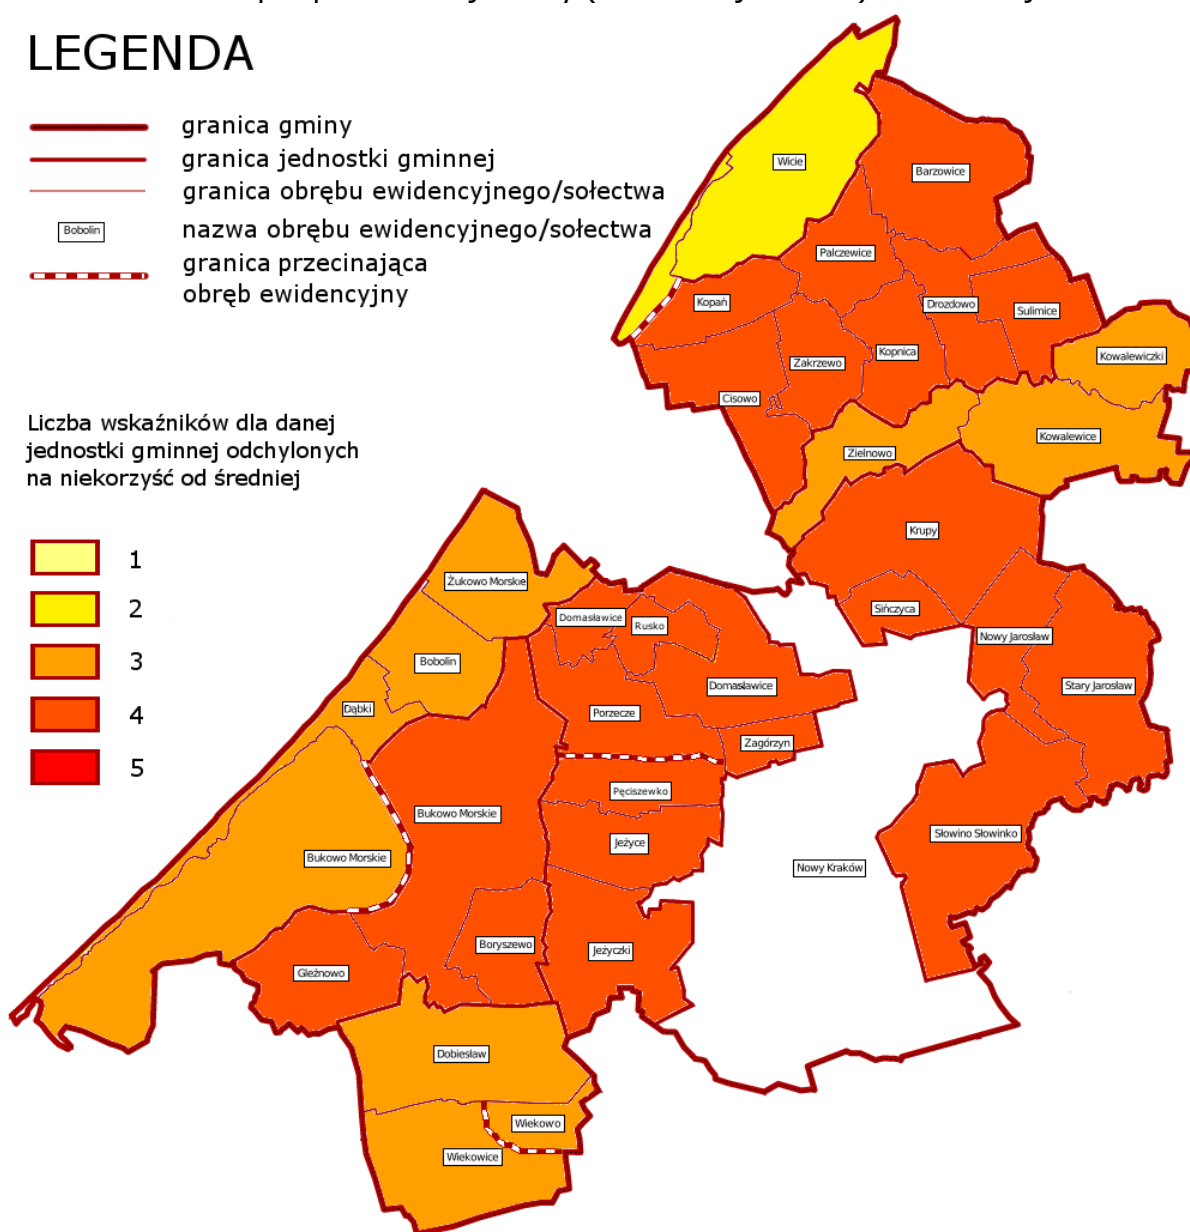 LEGENDA
granica gminy
granica jednostki gminnej
granica obrębu ewidencyjnego/sołectwa
Bobolin
nazwa obrębu ewidencyjnego/sołectwa
granica przecinająca
obręb ewidencyjny
Liczba wskaźników dla danej
jednostki gminnej odchylonych
na niekorzyść od średniej
1
2
3
4
5
Wicie
Barzowice
Palczewice
Kopań
Drozdowo
Sulimice
Kopnica
Zakrzewo
Kowalewiczki
Cisowo
Kowalewice
Zielnowo
Krupy
Żukowo Morskie
Sińczyca
Domasławice
Rusko
Nowy Jarosław
Bobolin
Domasławice
Stary Jarosław
Dąbki
Porzecze
Zagórzyn
Pęciszewko
Bukowo Morskie
Słowino Słowinko
Jeżyce
Bukowo Morskie
Nowy Kraków
Boryszewo
Jeżyczki
Gleźnowo
Dobiesław
Wiekowo
Wiekowice